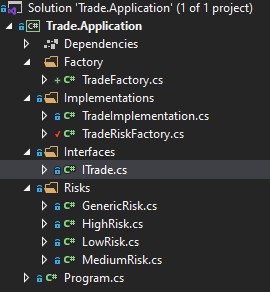 Solution 'Trade.Application' (1 of 1 project)
C# Trade.Application
Dependencies
Factory
C# TradeFactory.cs
Implementations
C# TradeImplementation.cs
C# TradeRiskFactory.cs
Interfaces
C# ITrade.cs
Risks
C# GenericRisk.cs
C# HighRisk.cs
C# LowRisk.cs
C# MediumRisk.cs
C# Program.cs